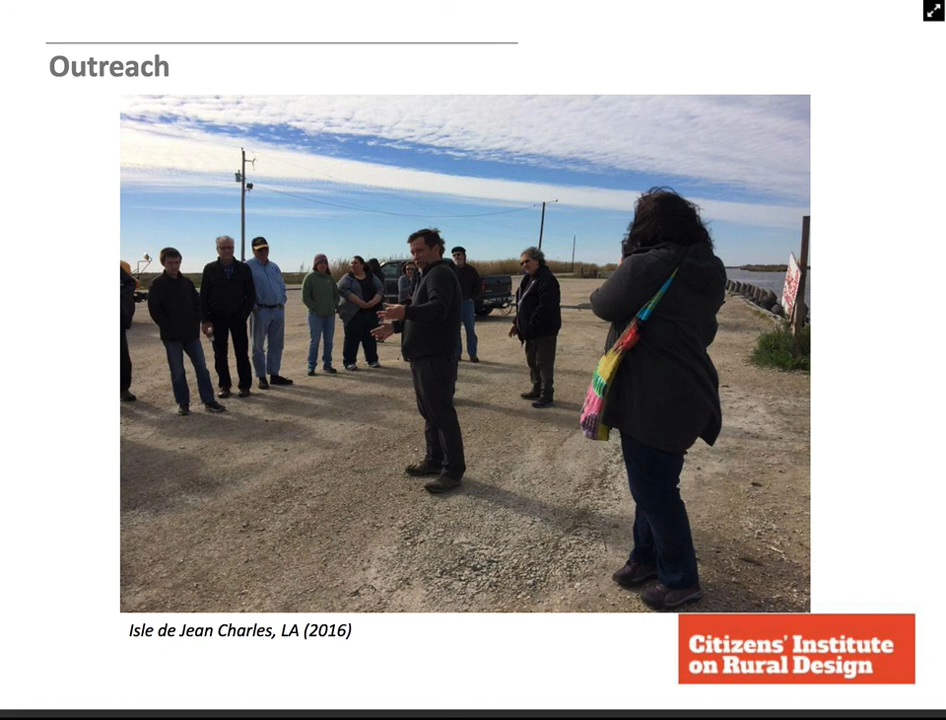 Outreach
Isle de Jean Charles, LA (2016)
Citizens' Institute
on Rural Design